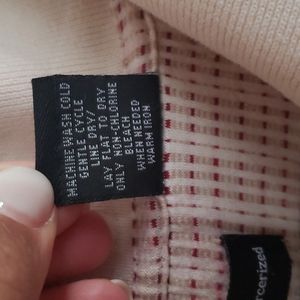 MACHINE WASH COLD
GENTLE CYCLE
LINE DRY/
LAY FLAT TO DRY
ONLY NON-CHLORINE
BLEACH
WHEN NEEDED
WARM IRON
cerized